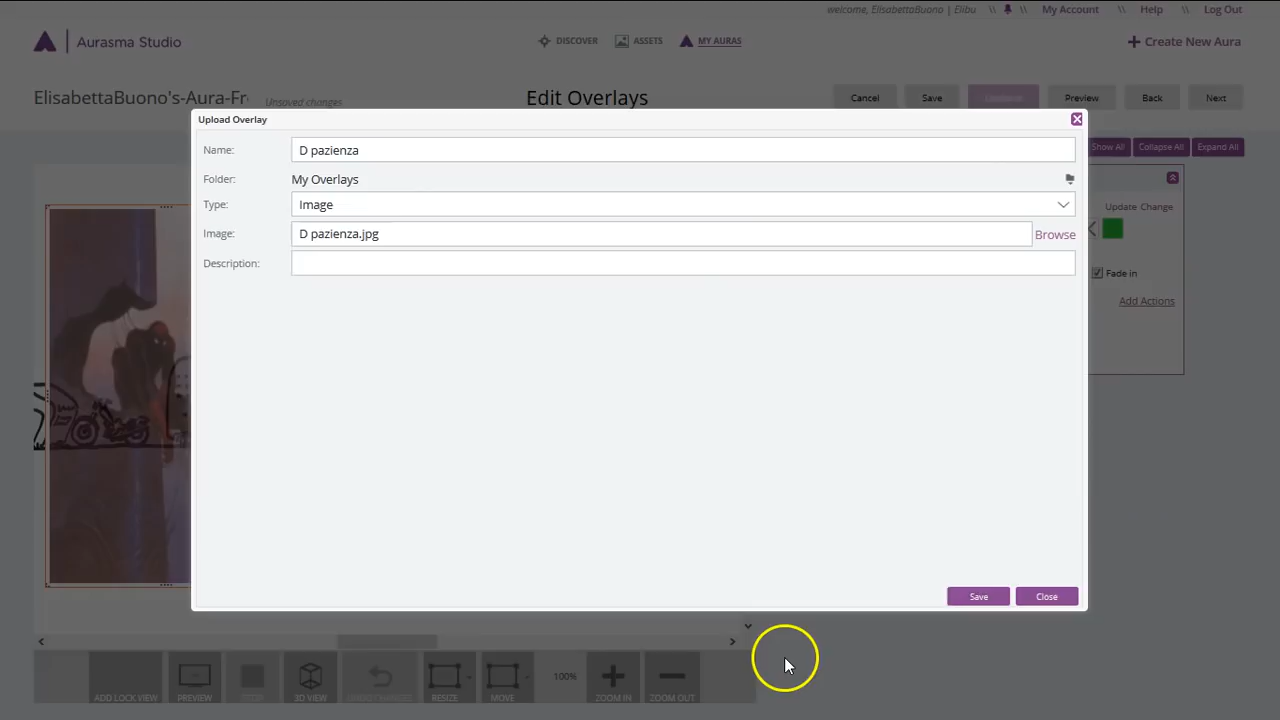 welcome, ElisabettaBuono | Elibu \\ \\ My Account \\ Help \\ Log Out
Aurasma Studio DISCOVER ASSETS MY AURAS Create New Aura
ElisabettaBuono's-Aura-Fr Unsaved changes Edit Overlays Cancel Save Preview Back Next
Upload Overlay
Name: D pazienza
Show All Collapse All Expand All
Folder: My Overlays
Type: Image
Update Change
Image: D pazienza.jpg Browse
Description:
Fade in
Add Actions
Save Close
ADD LOCK VIEW PREVIEW 3D VIEW RESIZE MOVE 100% ZOOM IN ZOOM OUT